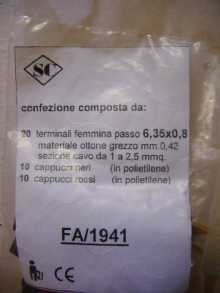 SC
confezione composta da:
20 terminali femmina passo 6,35x0,8
materiale ottone grezzo mm.0,42
sezione cavo da 1 a 2,5 mmq.
10 cappucci neri (in polietilene)
10 cappucci rossi (in polietilene)
FA/1941
CE